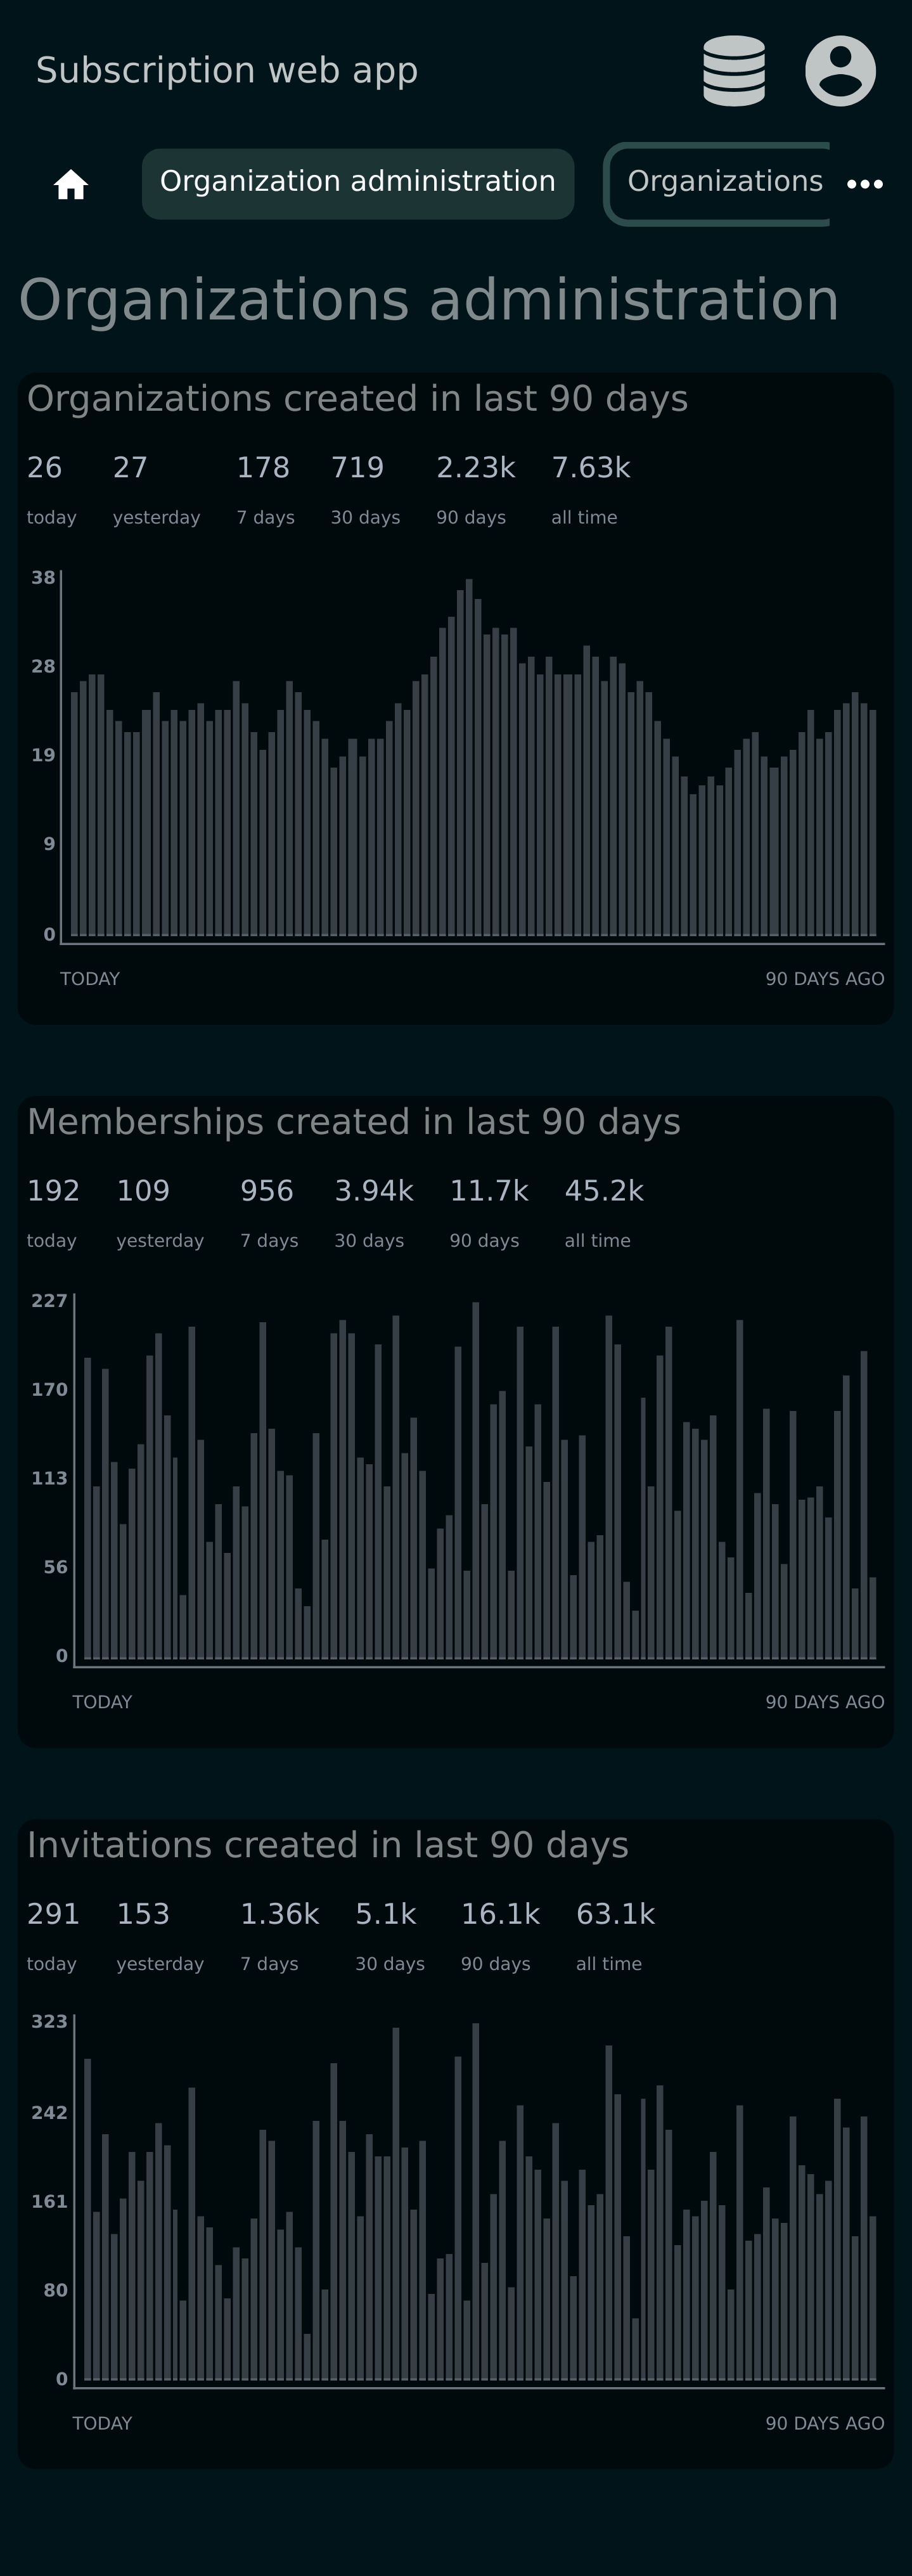 Subscription web app
Organization administration
Organizations
Organizations administration
Organizations created in last 90 days
26 27 178 719 2.23k 7.63k
today yesterday 7 days 30 days 90 days all time
38
28
19
9
0
TODAY 90 DAYS AGO
Memberships created in last 90 days
192 109 956 3.94k 11.7k 45.2k
today yesterday 7 days 30 days 90 days all time
227
170
113
56
0
TODAY 90 DAYS AGO
Invitations created in last 90 days
291 153 1.36k 5.1k 16.1k 63.1k
today yesterday 7 days 30 days 90 days all time
323
242
161
80
0
TODAY 90 DAYS AGO